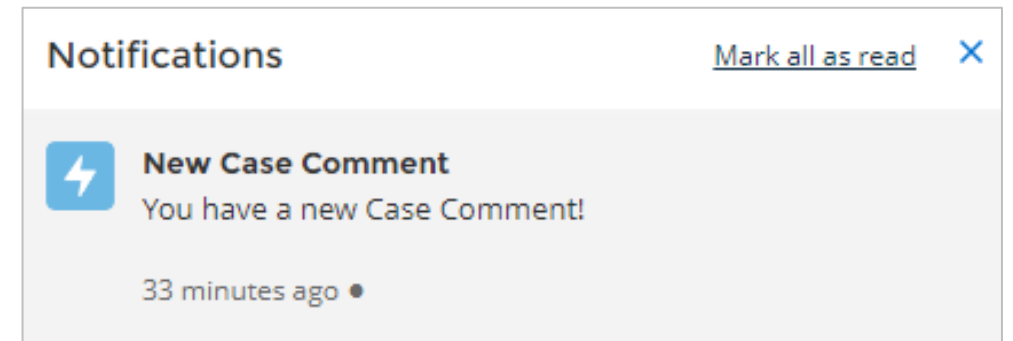 Notifications
Mark all as read
New Case Comment
You have a new Case Comment!
33 minutes ago